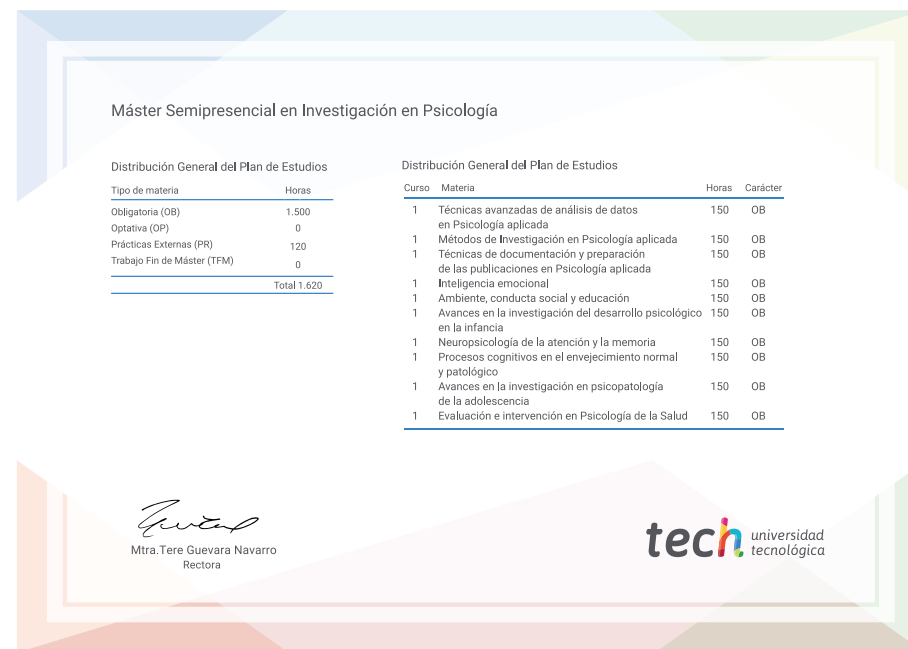 Máster Semipresencial en Investigación en Psicología
Distribución General del Plan de Estudios
Tipo de materia Horas
Obligatoria (OB) 1.500
Optativa (OP) 0
Prácticas Externas (PR) 120
Trabajo Fin de Máster (TFM) 0
Total 1.620
Distribución General del Plan de Estudios
Curso Materia Horas Carácter
1 Técnicas avanzadas de análisis de datos 150 OB
en Psicología aplicada
1 Métodos de Investigación en Psicología aplicada 150 OB
1 Técnicas de documentación y preparación 150 OB
de las publicaciones en Psicología aplicada
1 Inteligencia emocional 150 OB
1 Ambiente, conducta social y educación 150 OB
1 Avances en la investigación del desarrollo psicológico 150 OB
en la infancia
1 Neuropsicología de la atención y la memoria 150 OB
1 Procesos cognitivos en el envejecimiento normal 150 OB
y patológico
1 Avances en la investigación en psicopatología 150 OB
de la adolescencia
1 Evaluación e intervención en Psicología de la Salud 150 OB
Mtra.Tere Guevara Navarro
Rectora
tech universidad
tecnológica